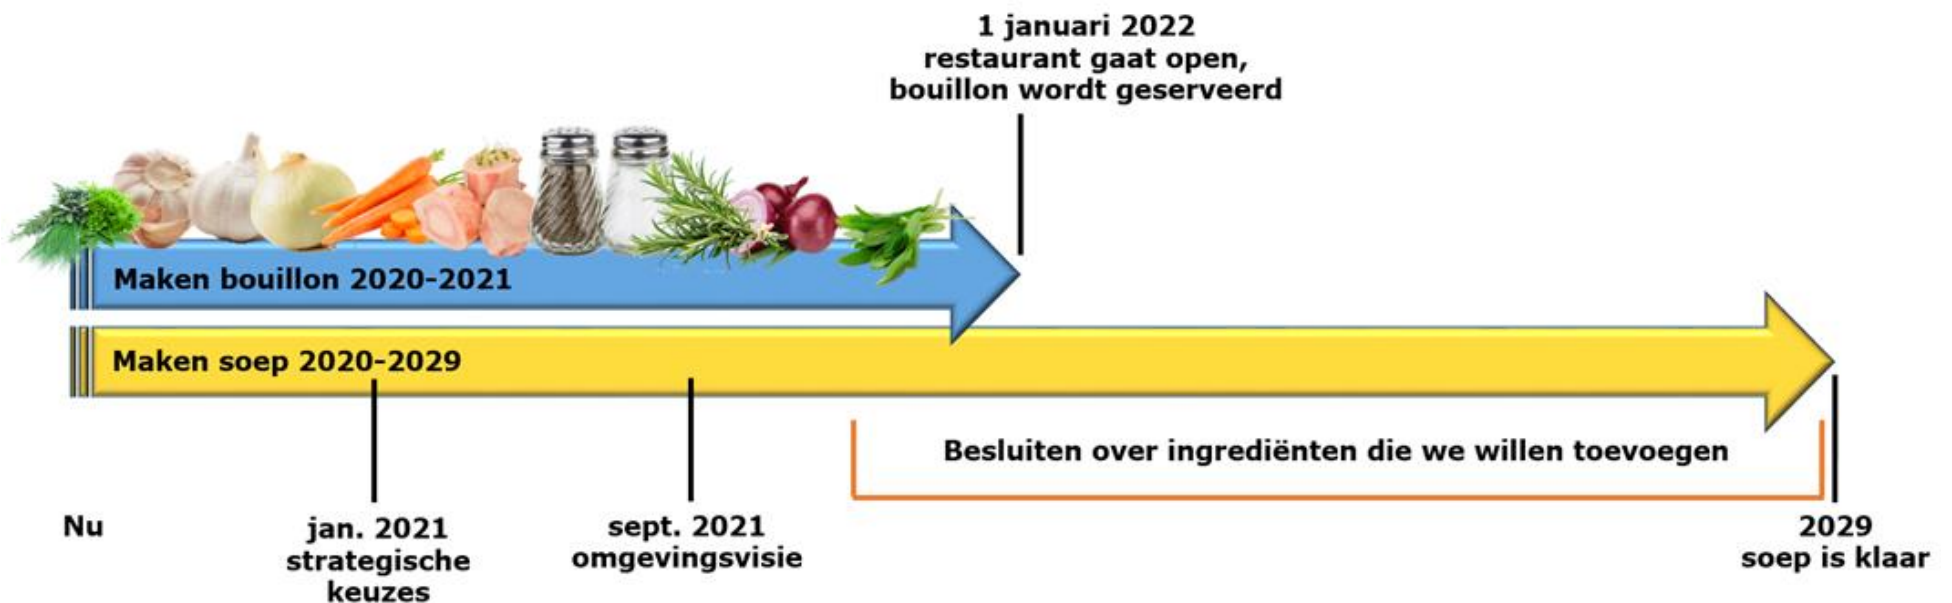 1 januari 2022
restaurant gaat open,
bouillon wordt geserveerd
Maken bouillon 2020-2021
Maken soep 2020-2029
Besluiten over ingrediënten die we willen toevoegen
Nu
jan. 2021
strategische
keuzes
sept. 2021
omgevingsvisie
2029
soep is klaar